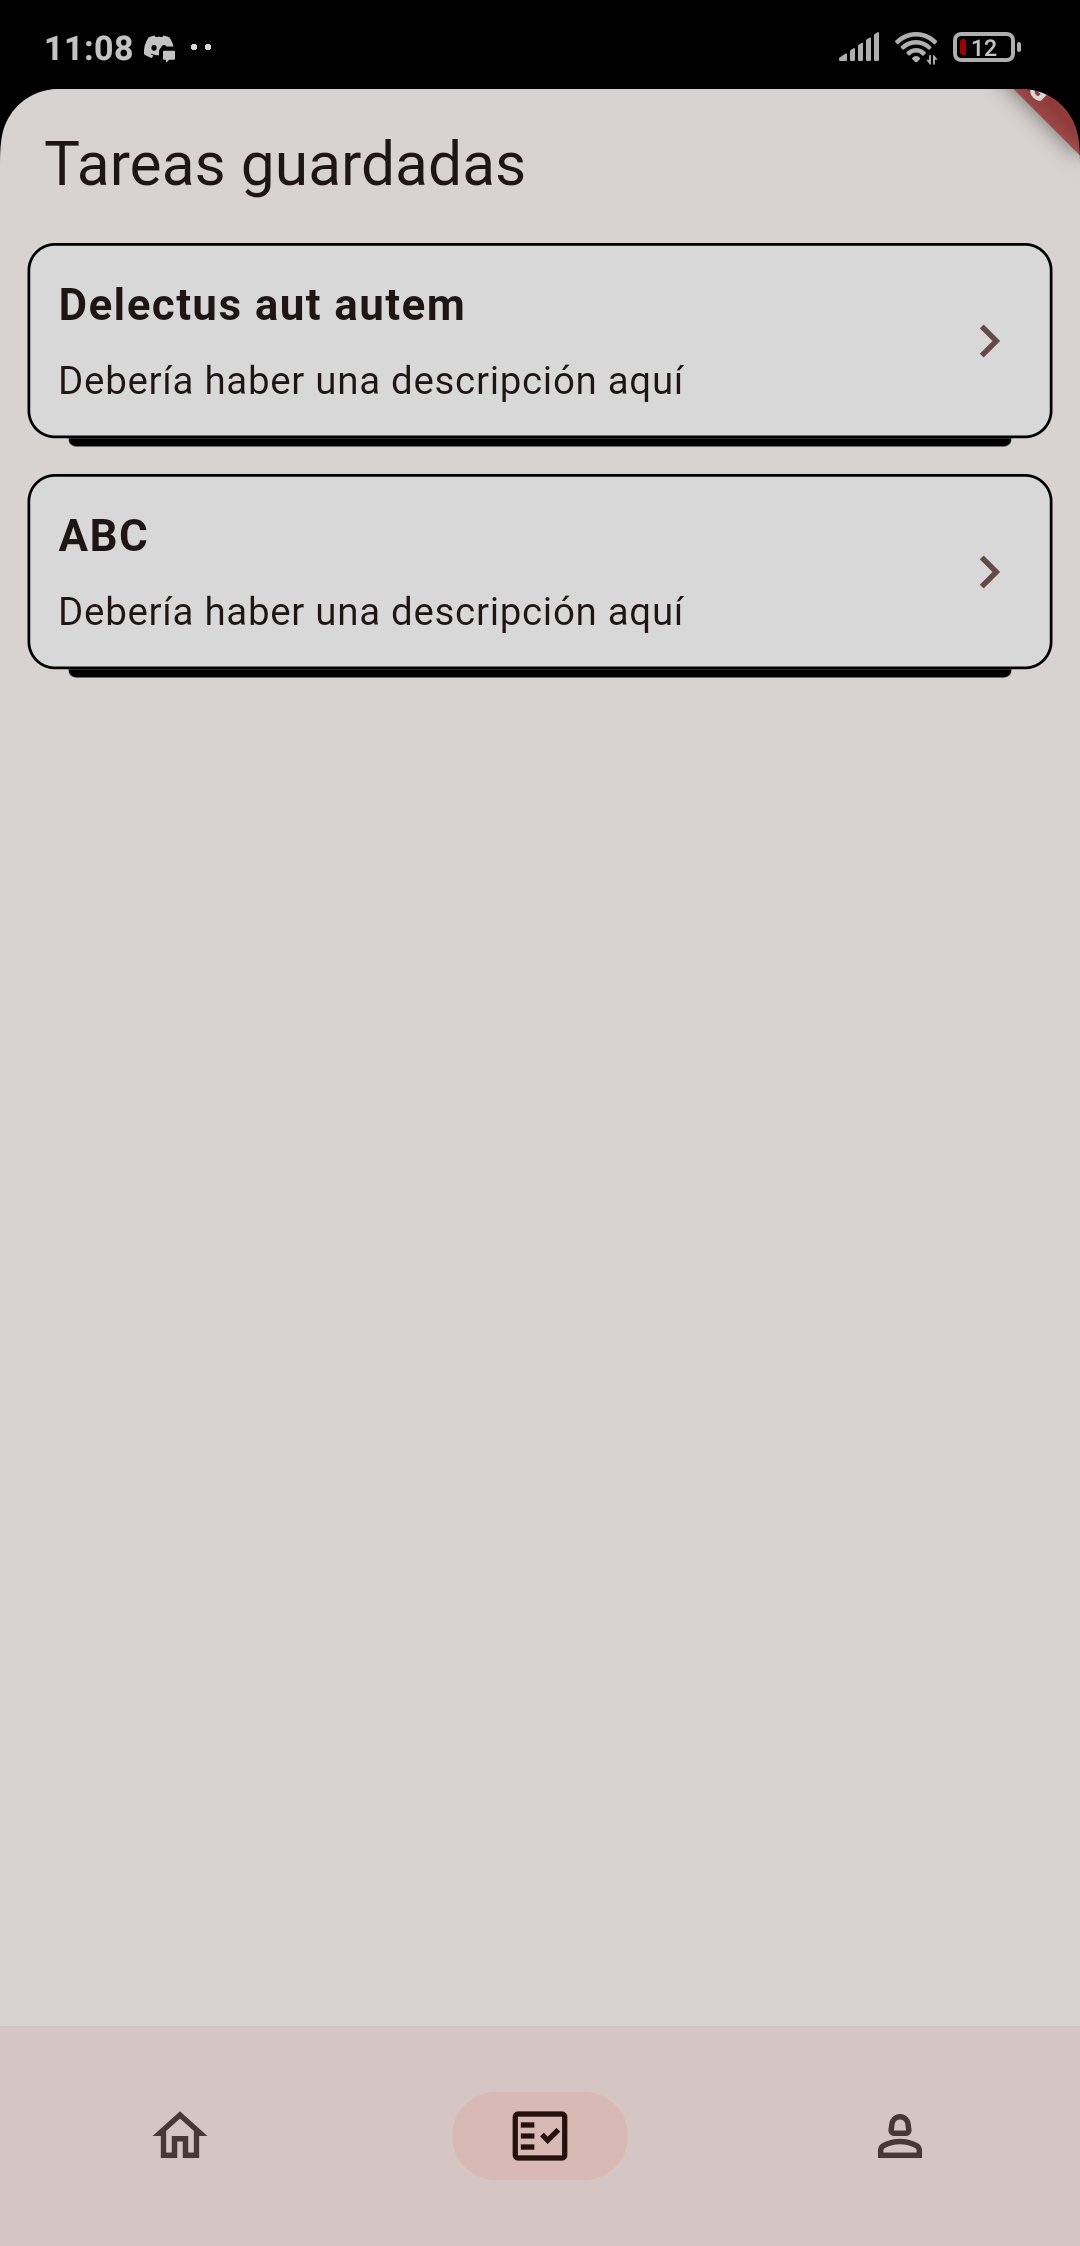 11:08
12
Tareas guardadas
Delectus aut autem
Debería haber una descripción aquí
ABC
Debería haber una descripción aquí